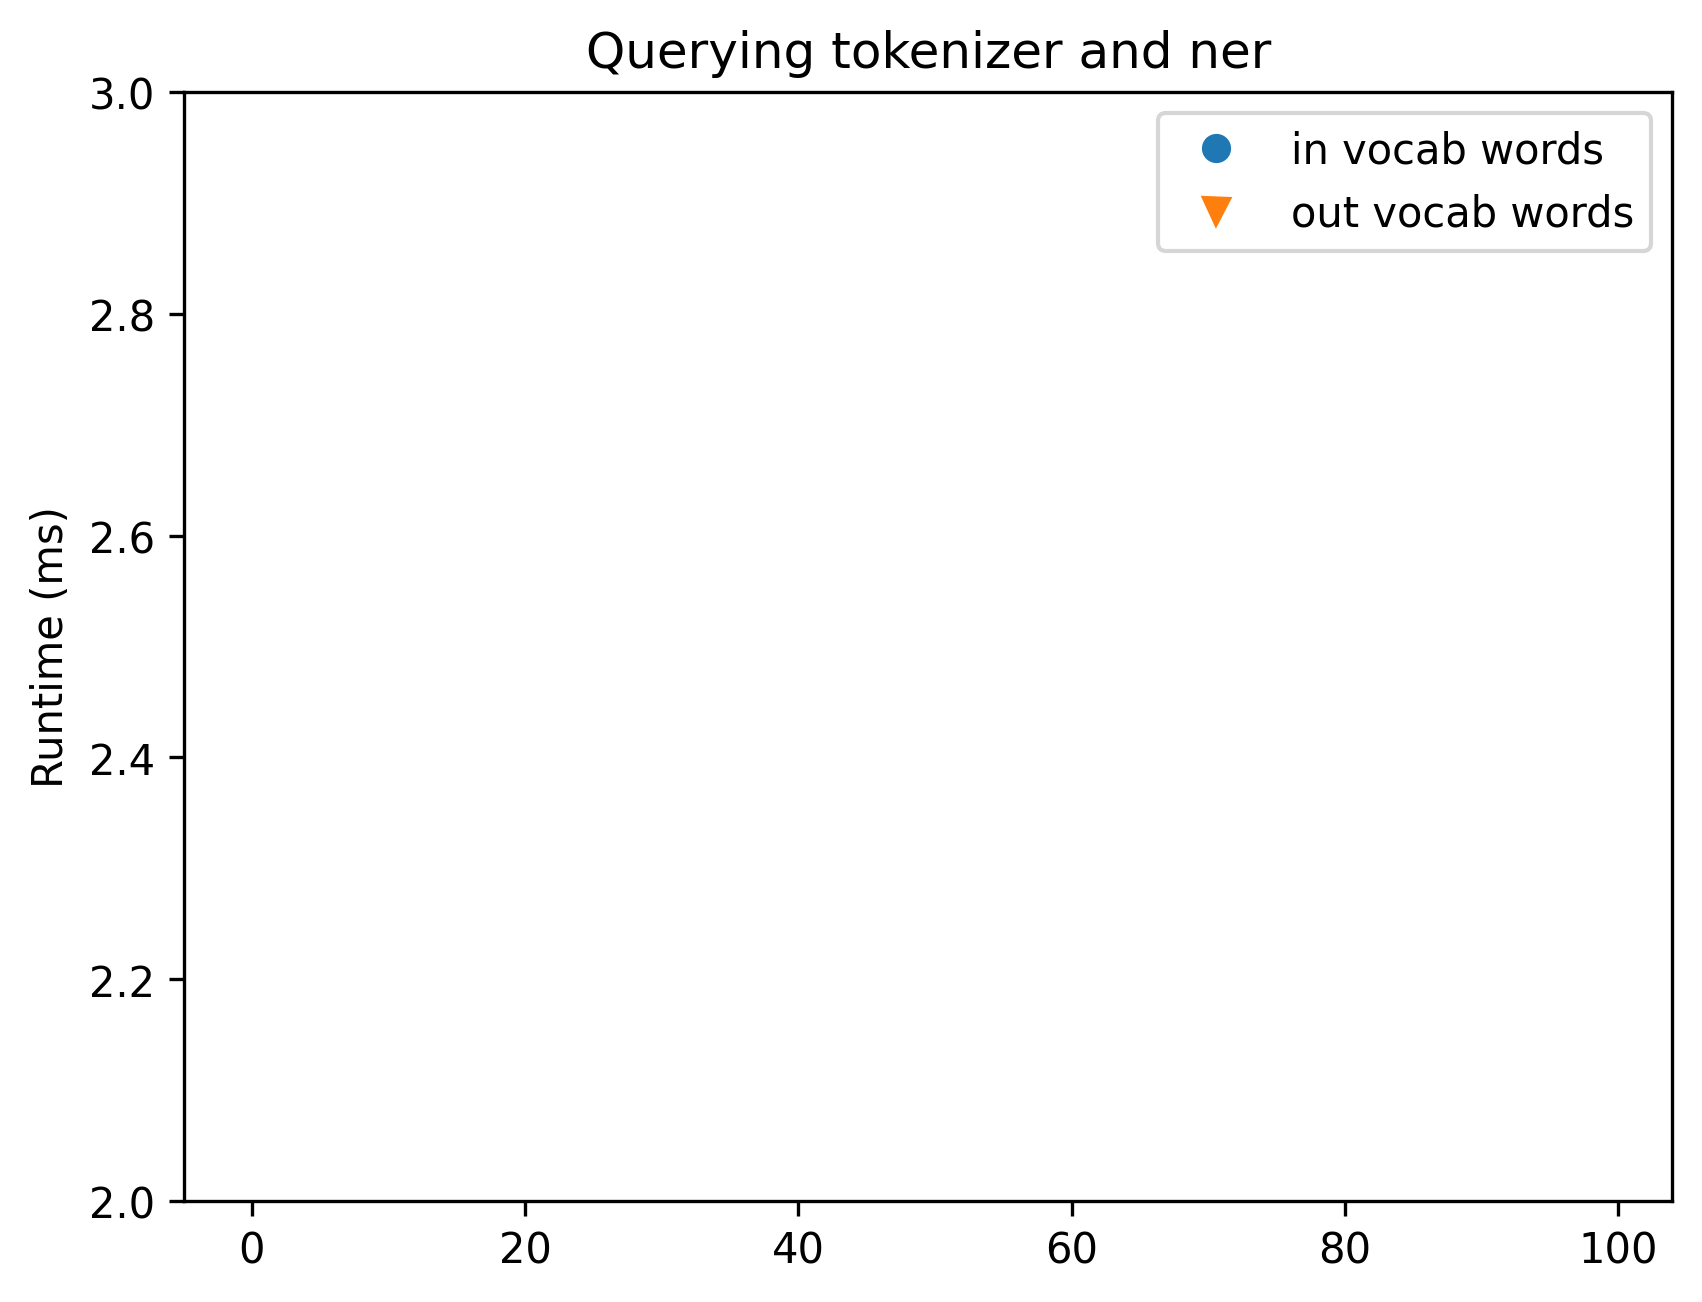 Querying tokenizer and ner
3.0
in vocab words
out vocab words
2.8
2.6
Runtime (ms)
2.4
2.2
2.0
0 20 40 60 80 100